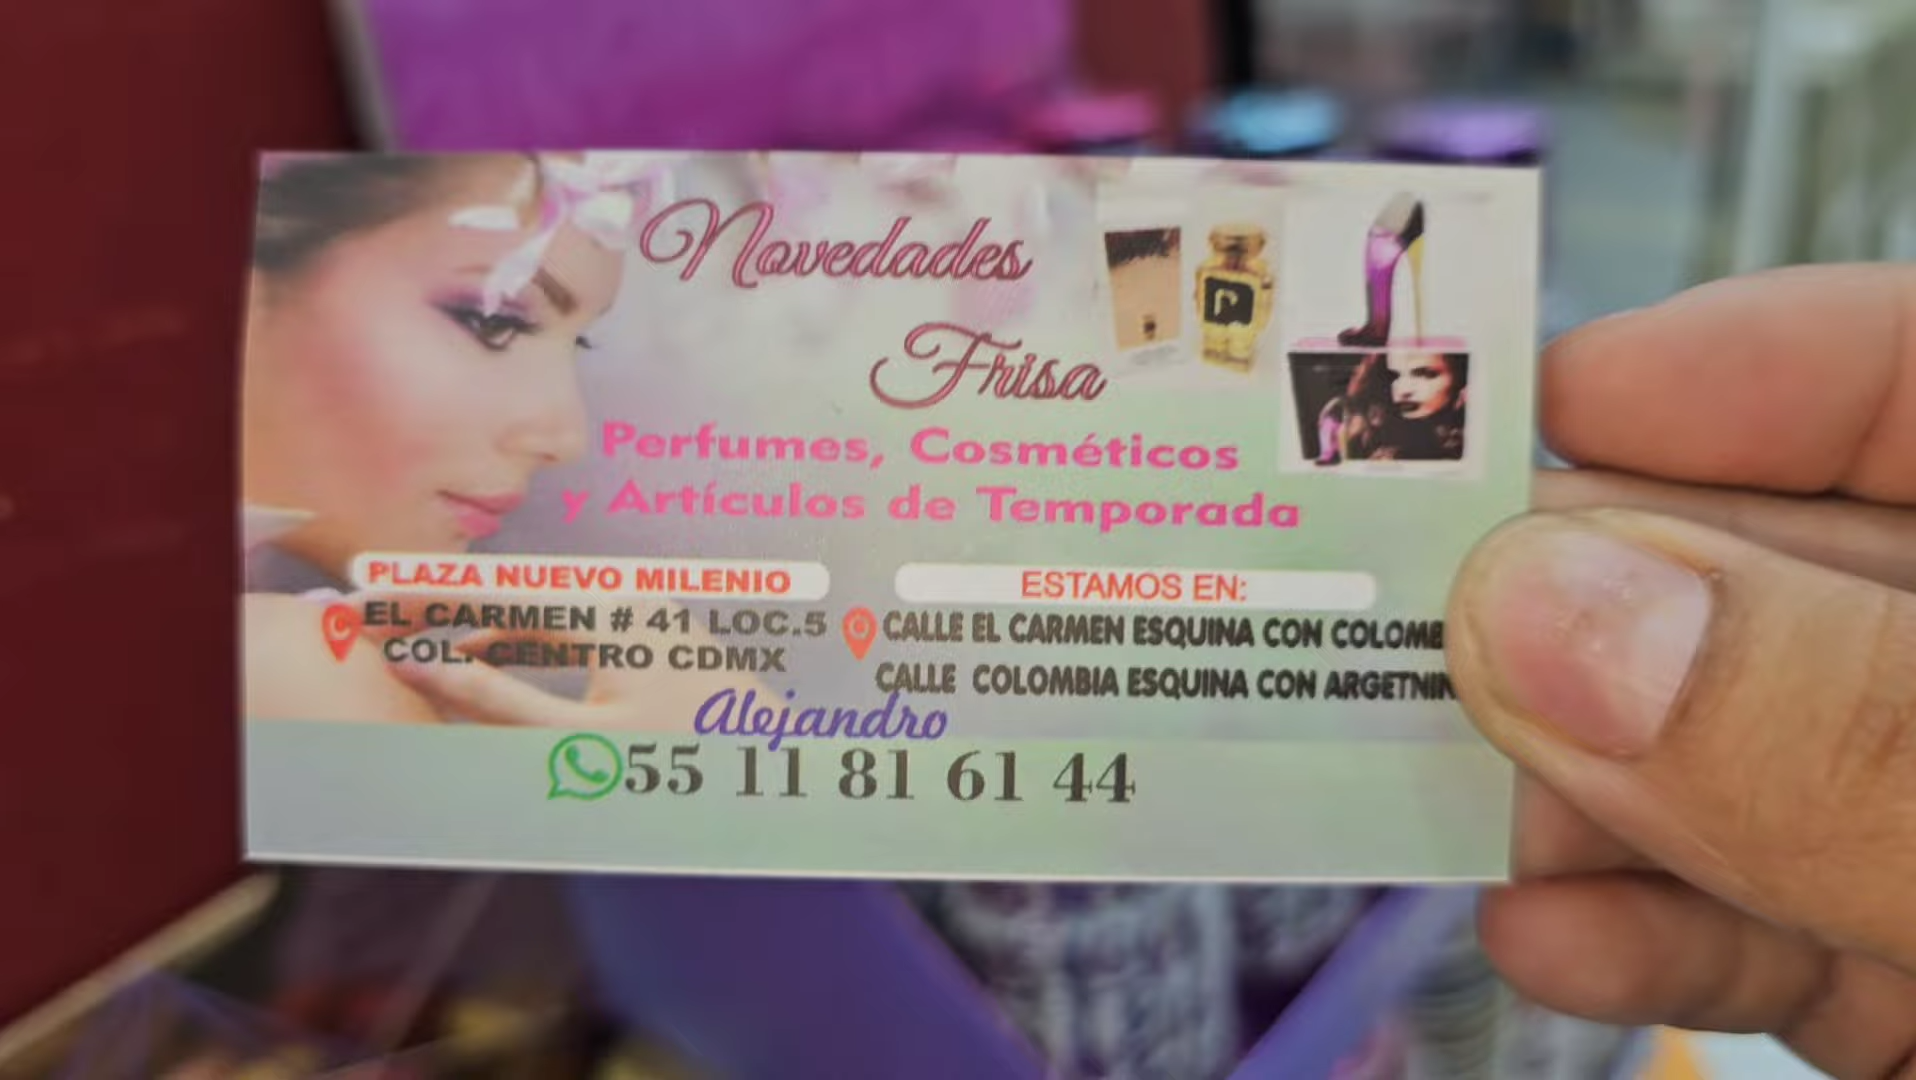 Novedades
Frisa
Perfumes, Cosméticos
y Artículos de Temporada
PLAZA NUEVO MILENIO
EL CARMEN # 41 LOC.5
COL. CENTRO CDMX
ESTAMOS EN:
CALLE EL CARMEN ESQUINA CON
CALLE COLOMBIA ESQUINA CON
Alejandro
55 11 81 61 44